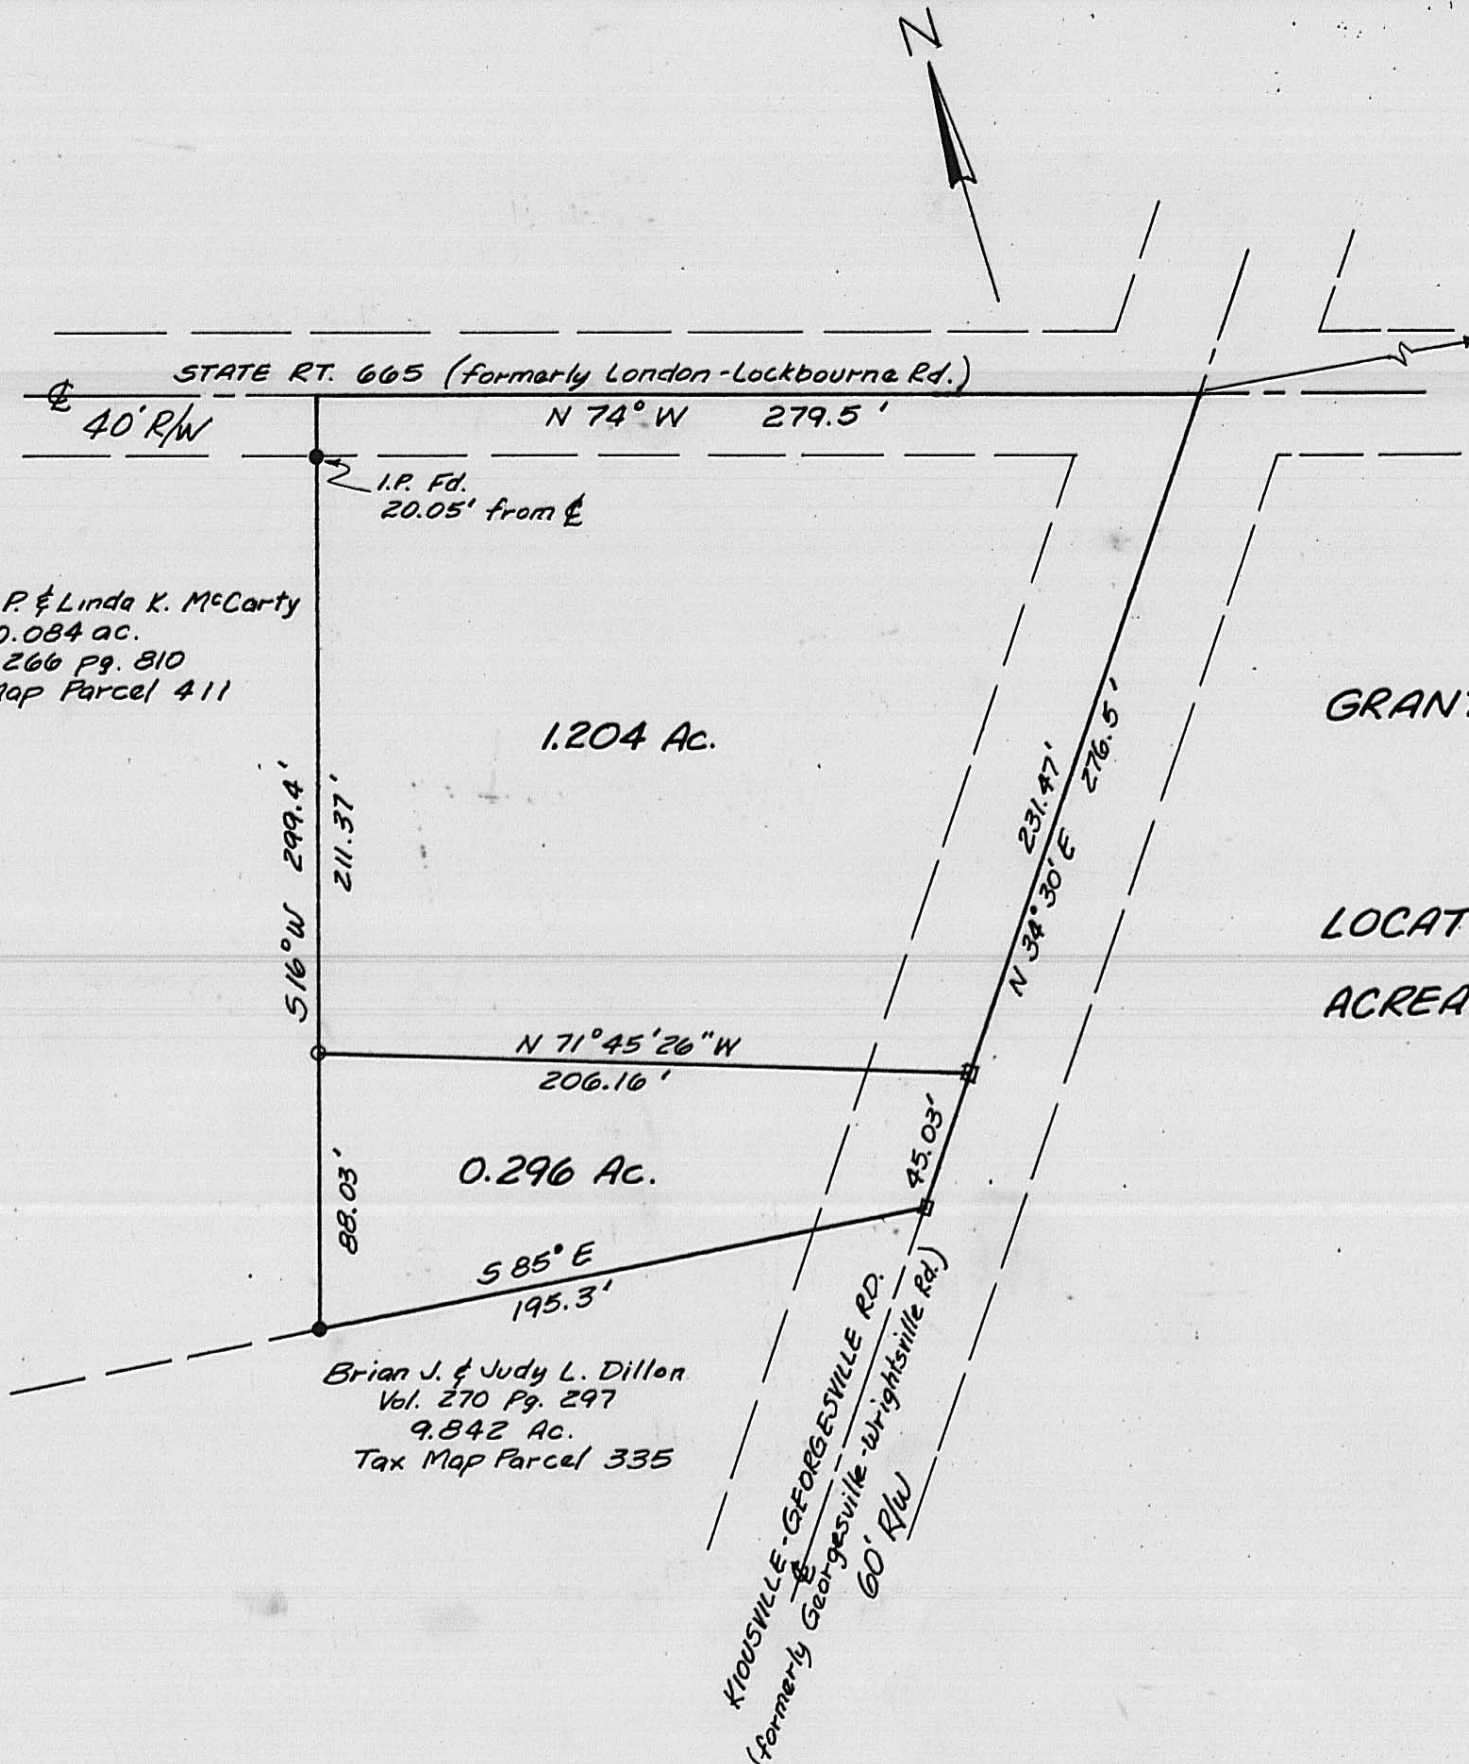 N
STATE RT. 665 (formerly London-Lockbourne Rd.)
℄
40' R/W
N 74° W 279.5'
I.P. Fd.
20.05' from ℄
P. & Linda K. McCarty
0.084 ac.
266 Pg. 810
Map Parcel 411
1.204 Ac.
GRANT
S16°W 299.4'
211.37'
231.47'
276.5'
N 34°30' E
LOCAT
ACREA
N 71°45'26"W
206.16'
0.296 Ac.
45.03'
88.03'
S 85° E
195.3'
Brian J. & Judy L. Dillon
Vol. 270 Pg. 297
9.842 Ac.
Tax Map Parcel 335
KIOUSVILLE-GEORGESVILLE RD.
℄
(formerly Georgesville-Wrightsville Rd.)
60' R/W